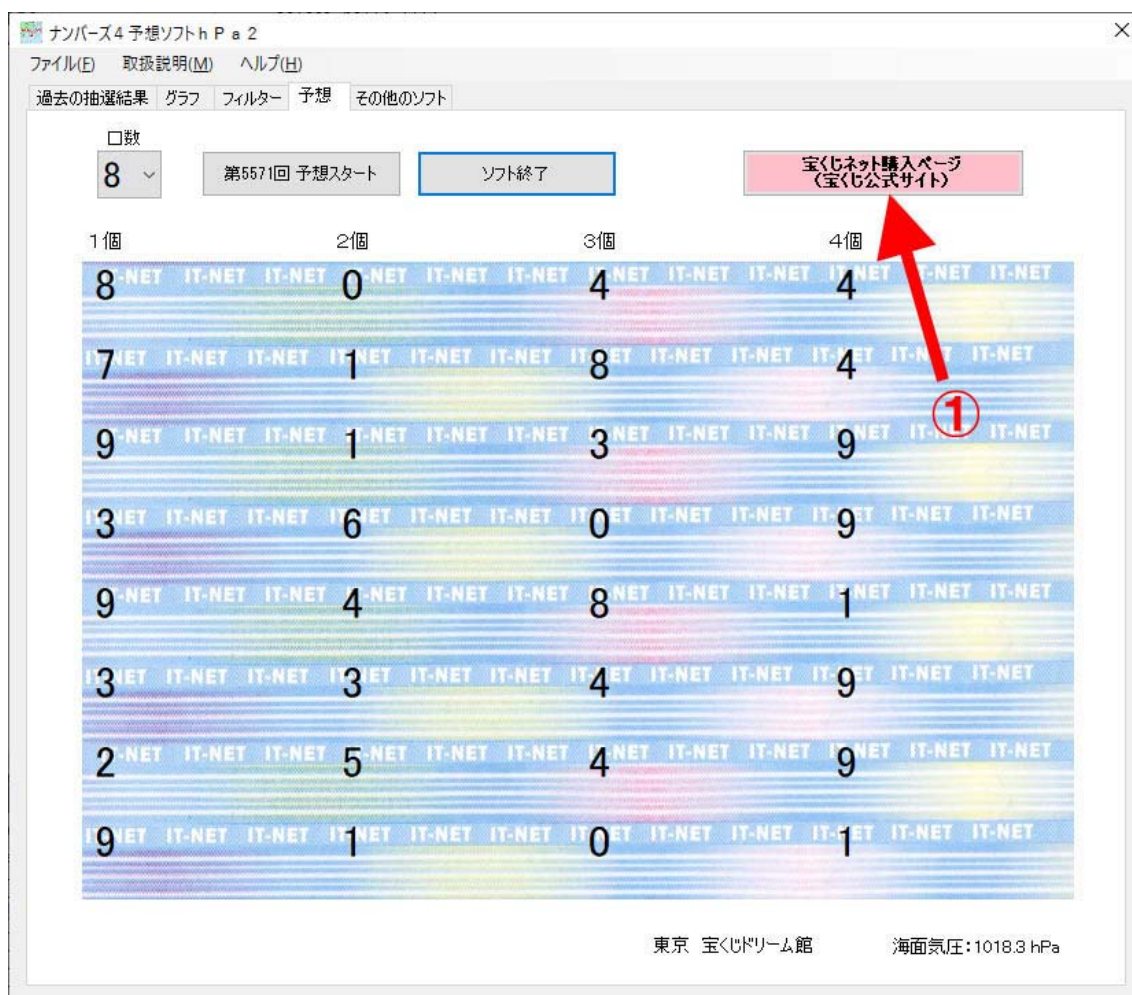 ナンバーズ4 予想ソフトhPa2
ファイル(F) 取扱説明(M) ヘルプ(H)
過去の抽選結果 グラフ フィルター 予想 その他のソフト
口数
8 第5571回 予想スタート ソフト終了 宝くじネット購入ページ
(宝くじ公式サイト)
1個 2個 3個 4個
8 0 4 4
7 1 8 4
①
9 1 3 9
3 6 0 9
9 4 8 1
3 3 4 9
2 5 4 9
9 1 0 1
東京 宝くじドリーム館 海面気圧:1018.3 hPa